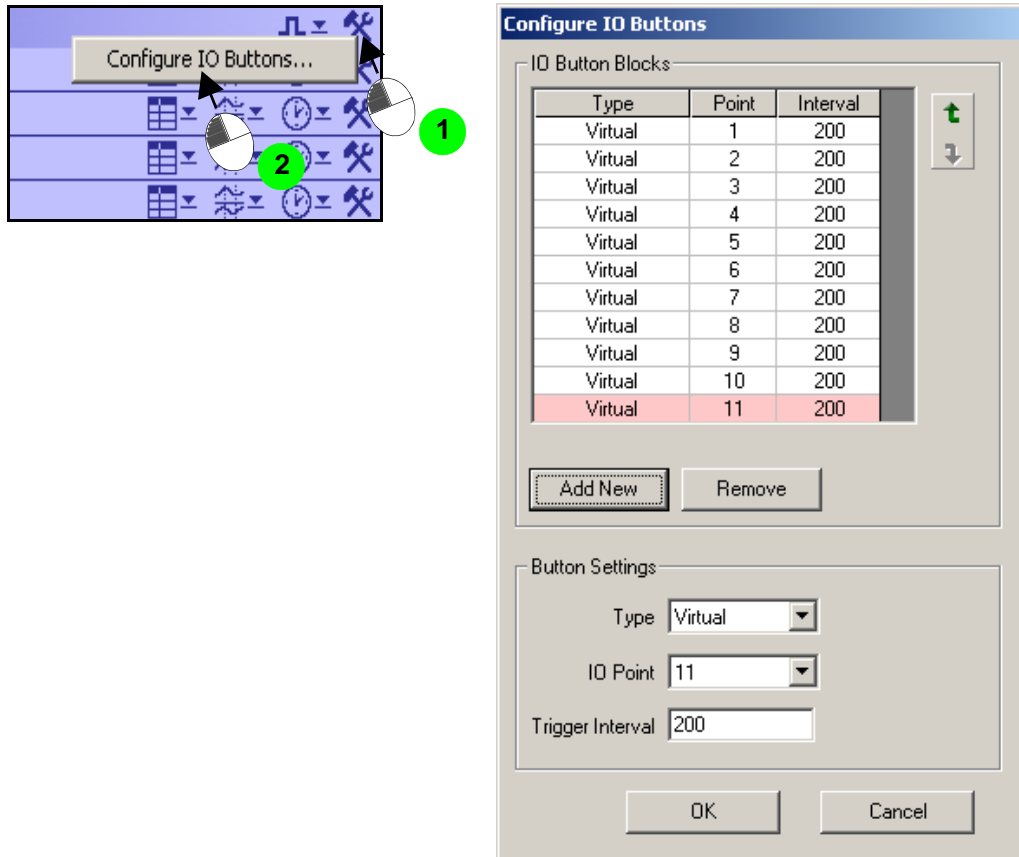 Configure IO Buttons...
1
2
Configure IO Buttons
IO Button Blocks
Type Point Interval
Virtual 1 200
Virtual 2 200
Virtual 3 200
Virtual 4 200
Virtual 5 200
Virtual 6 200
Virtual 7 200
Virtual 8 200
Virtual 9 200
Virtual 10 200
Virtual 11 200
Add New Remove
Button Settings
Type Virtual
IO Point 11
Trigger Interval 200
OK Cancel